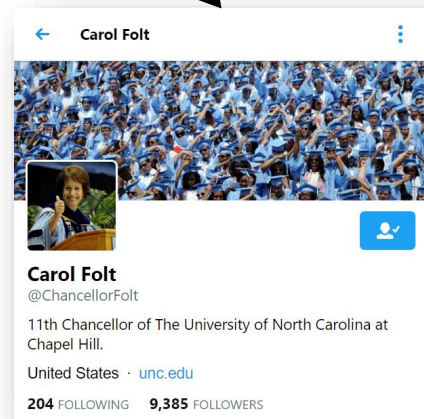 Carol Folt
Carol Folt
@ChancellorFolt
11th Chancellor of The University of North Carolina at
Chapel Hill.
United States · unc.edu
204 FOLLOWING 9,385 FOLLOWERS